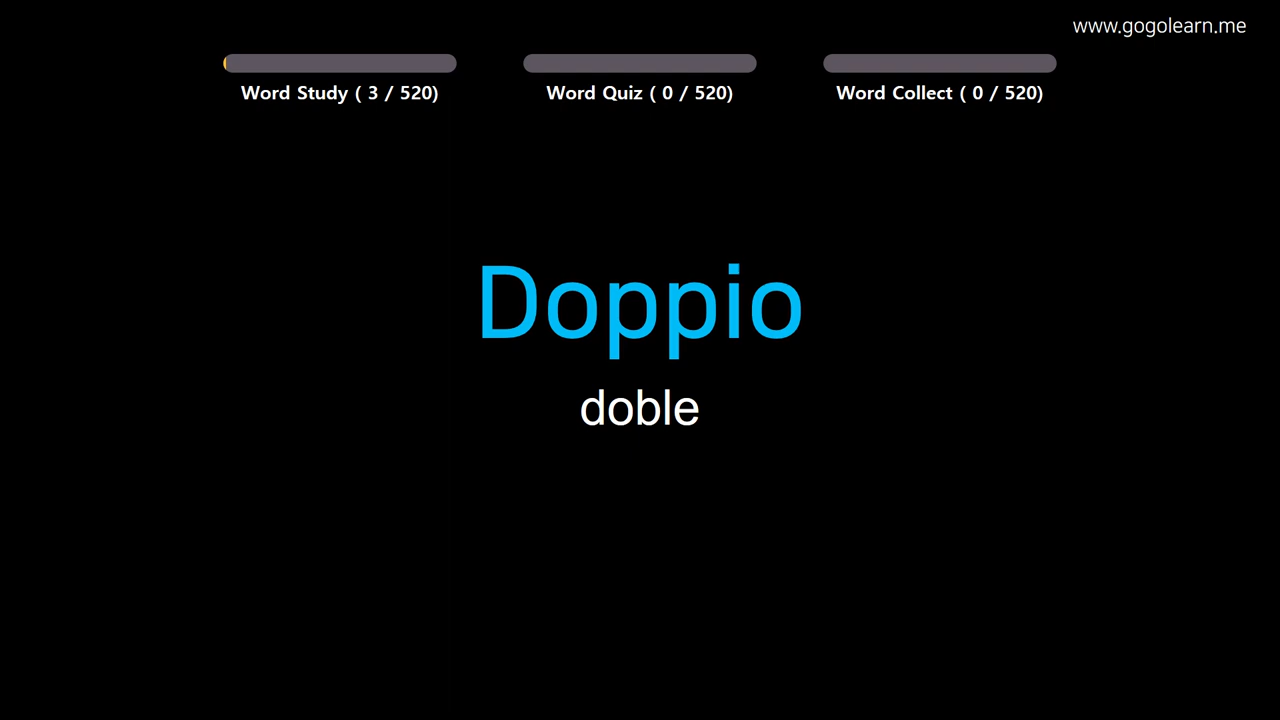 www.gogolearn.me
Word Study ( 3 / 520)
Word Quiz ( 0 / 520)
Word Collect ( 0 / 520)
Doppio
doble